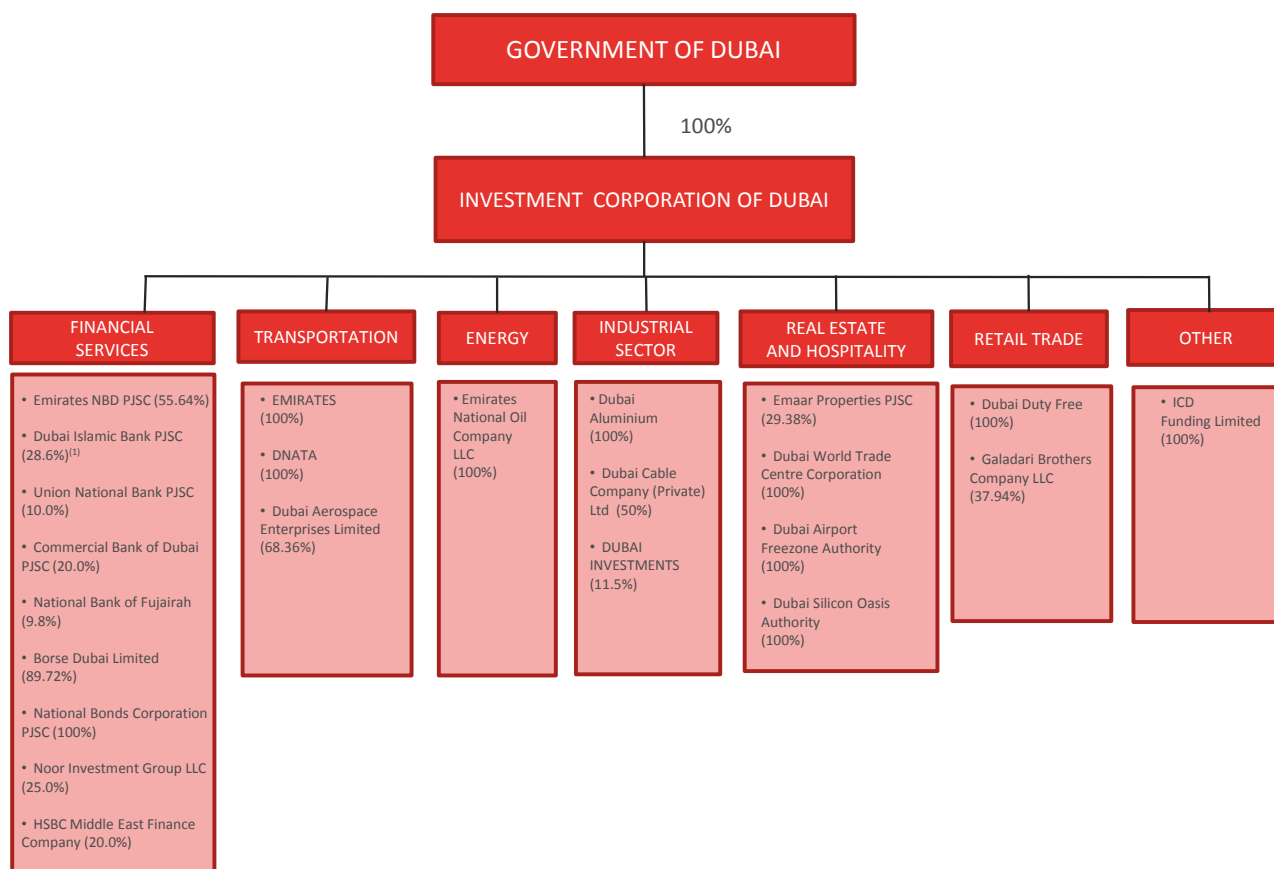 GOVERNMENT OF DUBAI
100%
INVESTMENT CORPORATION OF DUBAI
FINANCIAL
SERVICES
• Emirates NBD PJSC (55.64%)
• Dubai Islamic Bank PJSC
(28.6%)(1)
• Union National Bank PJSC
(10.0%)
• Commercial Bank of Dubai
PJSC (20.0%)
• National Bank of Fujairah
(9.8%)
• Borse Dubai Limited
(89.72%)
• National Bonds Corporation
PJSC (100%)
• Noor Investment Group LLC
(25.0%)
• HSBC Middle East Finance
Company (20.0%)
TRANSPORTATION
• EMIRATES
(100%)
• DNATA
(100%)
• Dubai Aerospace
Enterprises Limited
(68.36%)
ENERGY
• Emirates
National Oil
Company
LLC
(100%)
INDUSTRIAL
SECTOR
• Dubai
Aluminium
(100%)
• Dubai Cable
Company (Private)
Ltd (50%)
• DUBAI
INVESTMENTS
(11.5%)
REAL ESTATE
AND HOSPITALITY
• Emaar Properties PJSC
(29.38%)
• Dubai World Trade
Centre Corporation
(100%)
• Dubai Airport
Freezone Authority
(100%)
• Dubai Silicon Oasis
Authority
(100%)
RETAIL TRADE
• Dubai Duty Free
(100%)
• Galadari Brothers
Company LLC
(37.94%)
OTHER
• ICD
Funding Limited
(100%)